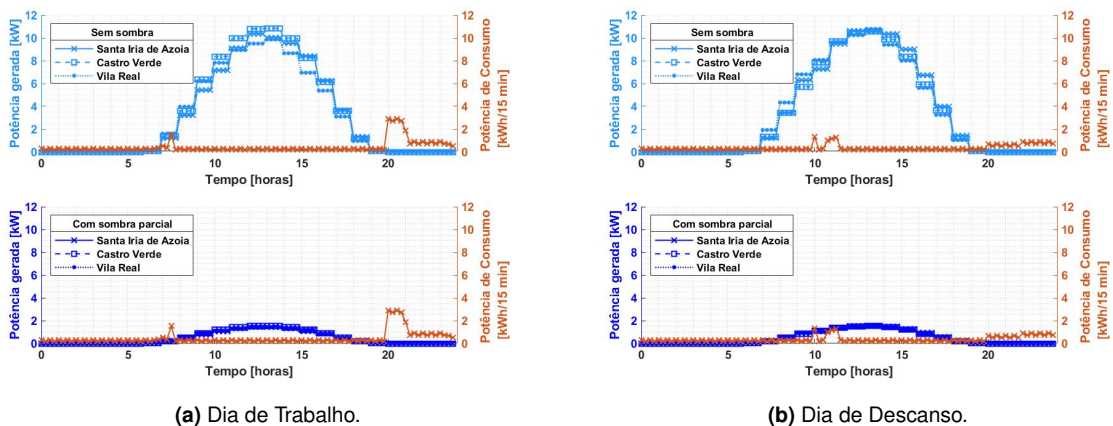 Potência gerada [kW]
12
10
8
6
4
2
0
Sem sombra
Santa Iria de Azoia
Castro Verde
Vila Real
12
10
8
6
4
2
0
Potência de Consumo
[kWh/15 min]
0 5 10 15 20
Tempo [horas]
Potência gerada [kW]
12
10
8
6
4
2
0
Com sombra parcial
Santa Iria de Azoia
Castro Verde
Vila Real
12
10
8
6
4
2
0
Potência de Consumo
[kWh/15 min]
0 5 10 15 20
Tempo [horas]
(a) Dia de Trabalho.
Potência gerada [kW]
12
10
8
6
4
2
0
Sem sombra
Santa Iria de Azoia
Castro Verde
Vila Real
12
10
8
6
4
2
0
Potência de Consumo
[kWh/15 min]
0 5 10 15 20
Tempo [horas]
Potência gerada [kW]
12
10
8
6
4
2
0
Com sombra parcial
Santa Iria de Azoia
Castro Verde
Vila Real
12
10
8
6
4
2
0
Potência de Consumo
[kWh/15 min]
0 5 10 15 20
Tempo [horas]
(b) Dia de Descanso.